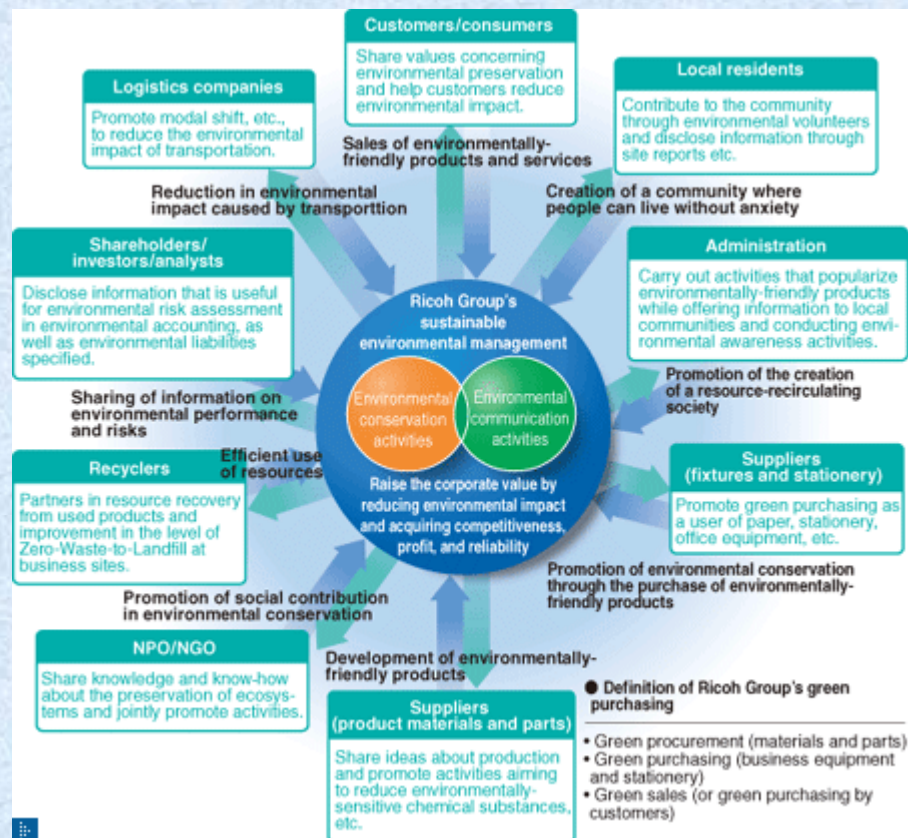 Customers/consumers
Share values concerning
environmental preservation
and help customers reduce
environmental impact.
Logistics companies
Promote modal shift, etc.,
to reduce the environmental
impact of transportation.
Local residents
Contribute to the community
through environmental volunteers
and disclose information through
site reports etc.
Sales of environmentally-
friendly products and services
Reduction in environmental
impact caused by transporttion
Creation of a community where
people can live without anxiety
Shareholders/
investors/analysts
Disclose information that is useful
for environmental risk assessment
in environmental accounting, as
well as environmental liabilities
specified.
Administration
Carry out activities that popularize
environmentally-friendly products
while offering information to local
communities and conducting envi-
ronmental awareness activities.
Ricoh Group's
sustainable
environmental management
Environmental
conservation
activities
Environmental
communication
activities
Raise the corporate value by
reducing environmental impact
and acquiring competitiveness,
profit, and reliability
Sharing of information on
environmental performance
and risks
Promotion of the creation
of a resource-recirculating
society
Efficient use
of resources
Recyclers
Partners in resource recovery
from used products and
improvement in the level of
Zero-Waste-to-Landfill at
business sites.
Suppliers
(fixtures and stationery)
Promote green purchasing as
a user of paper, stationery,
office equipment, etc.
Promotion of social contribution
in environmental conservation
Promotion of environmental conservation
through the purchase of environmentally-
friendly products
NPO/NGO
Share knowledge and know-how
about the preservation of ecosys-
tems and jointly promote activities.
Development of environmentally-
friendly products
Suppliers
(product materials and parts)
Share ideas about production
and promote activities aiming
to reduce environmentally-
sensitive chemical substances,
etc.
● Definition of Ricoh Group's green
purchasing
• Green procurement (materials and parts)
• Green purchasing (business equipment
and stationery)
• Green sales (or green purchasing by
customers)